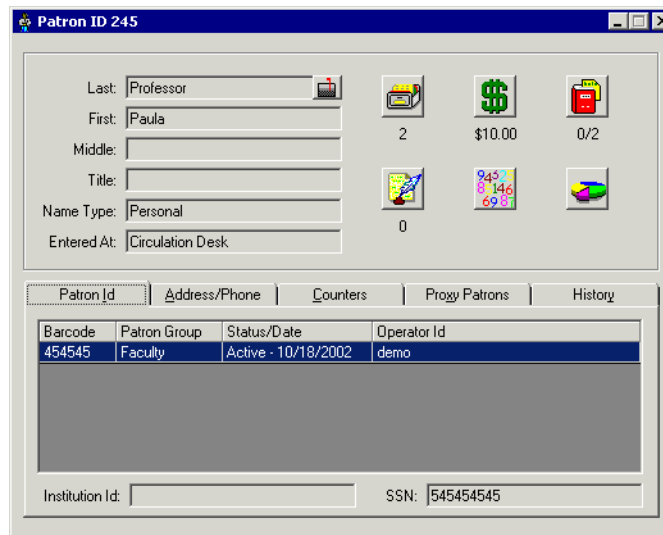 Patron ID 245
Last: Professor
First: Paula
Middle:
Title:
Name Type: Personal
Entered At: Circulation Desk
2 $10.00 0/2
0
Patron Id Address/Phone Counters Proxy Patrons History
Barcode Patron Group Status/Date Operator Id
454545 Faculty Active - 10/18/2002 demo
Institution Id: SSN: 545454545